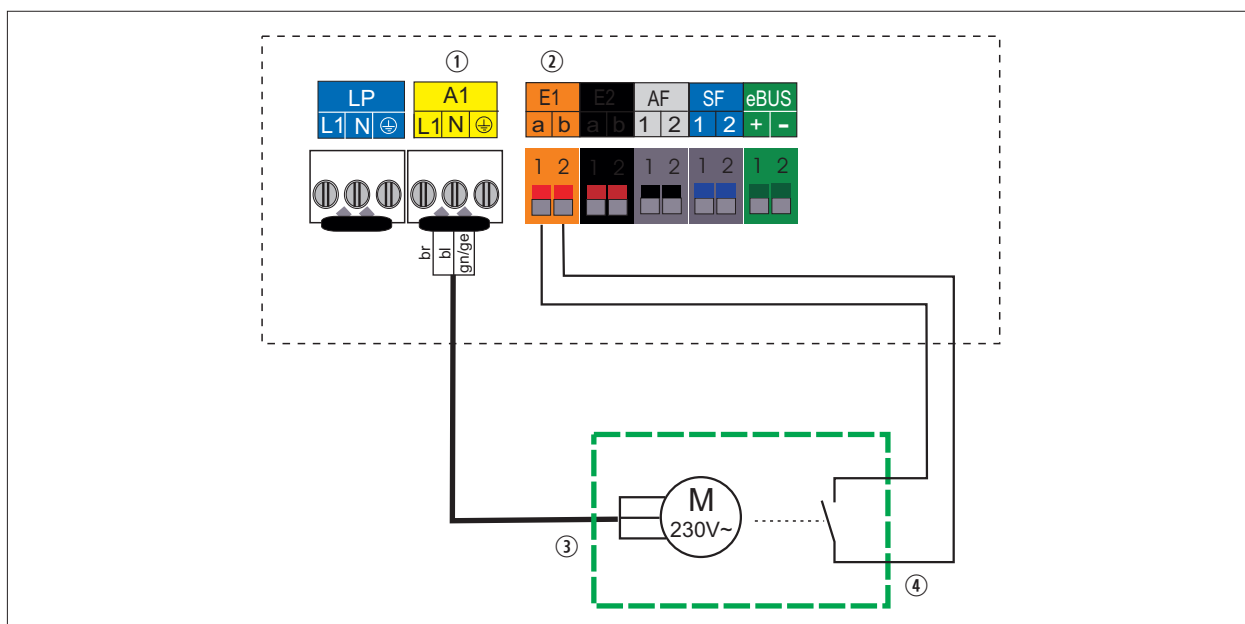 ① ②
LP A1 E1 E2 AF SF eBUS
L1 N L1 N a b a b 1 2 1 2 + -
1 2 1 2 1 2 1 2 1 2
br bl gn/ge
M
230V~
③
④